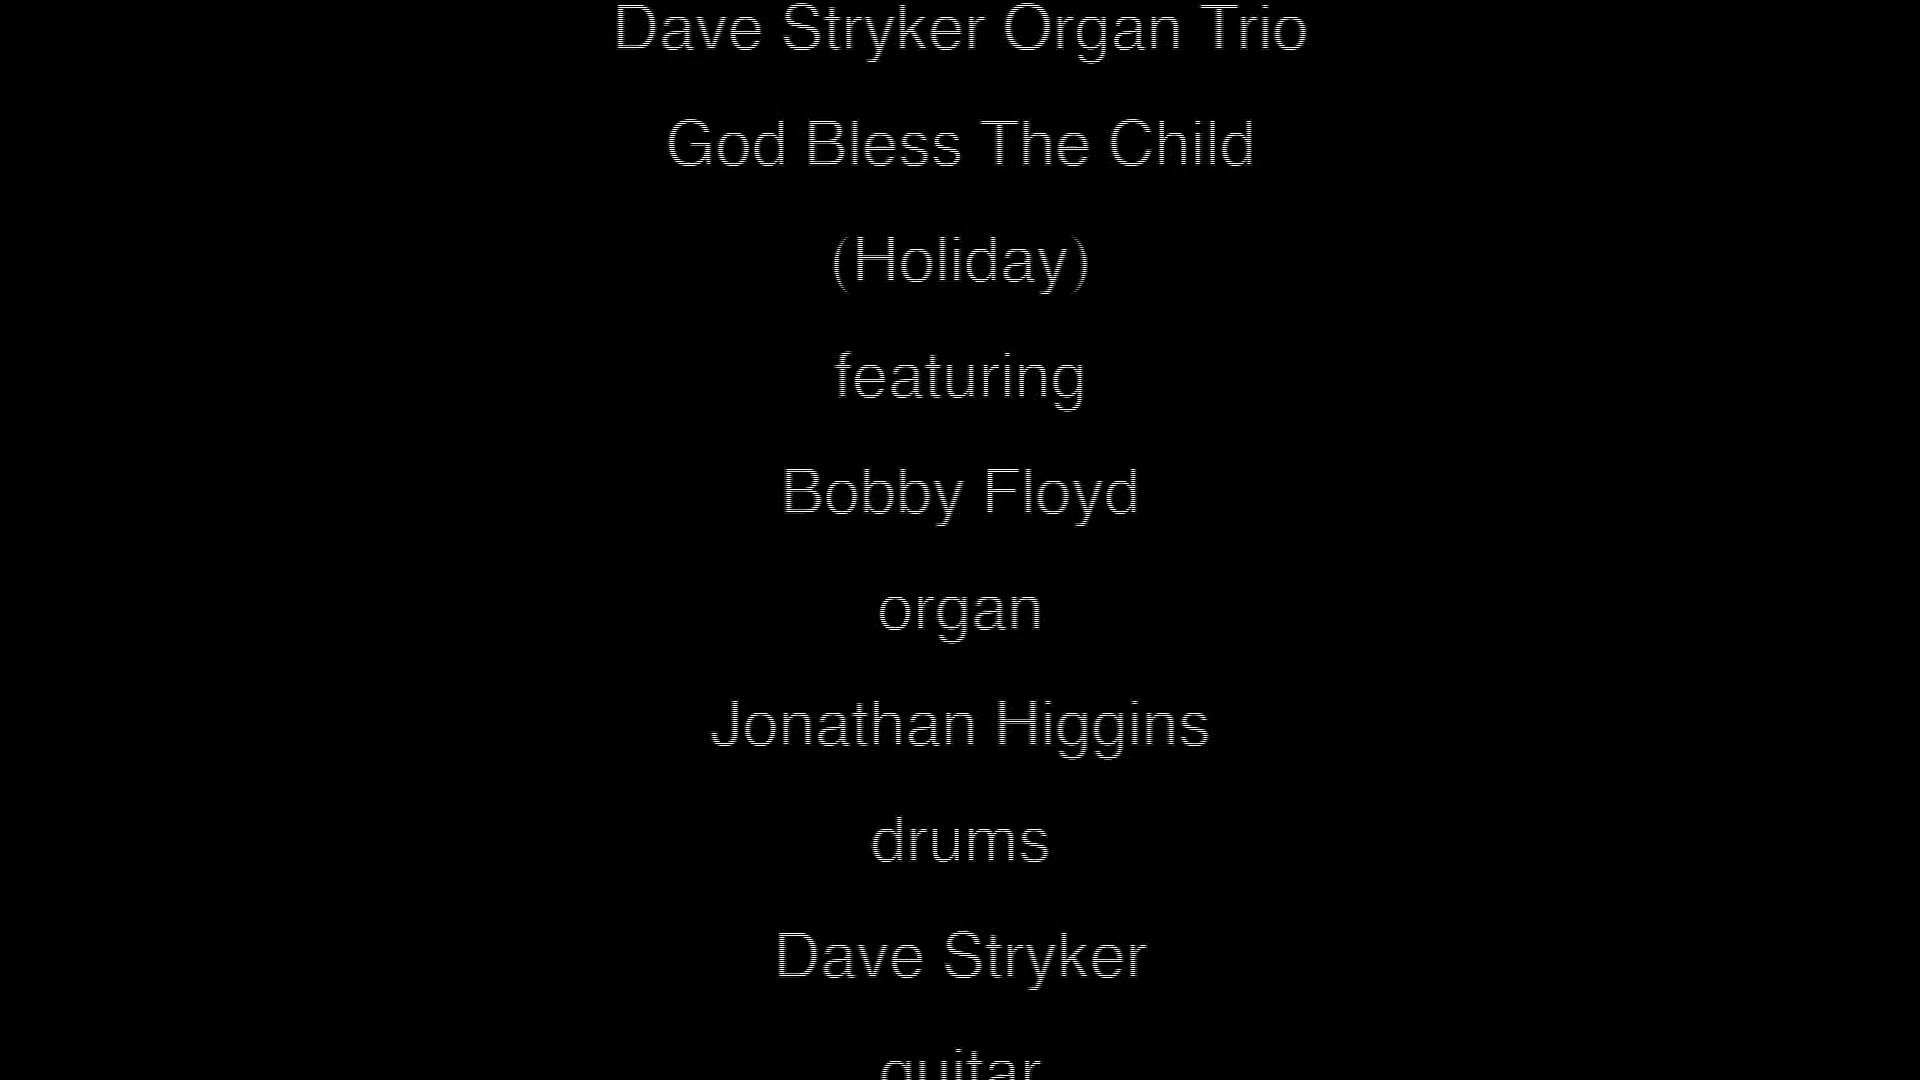 Dave Stryker Organ Trio
God Bless The Child
(Holiday)
featuring
Bobby Floyd
organ
Jonathan Higgins
drums
Dave Stryker
guitar